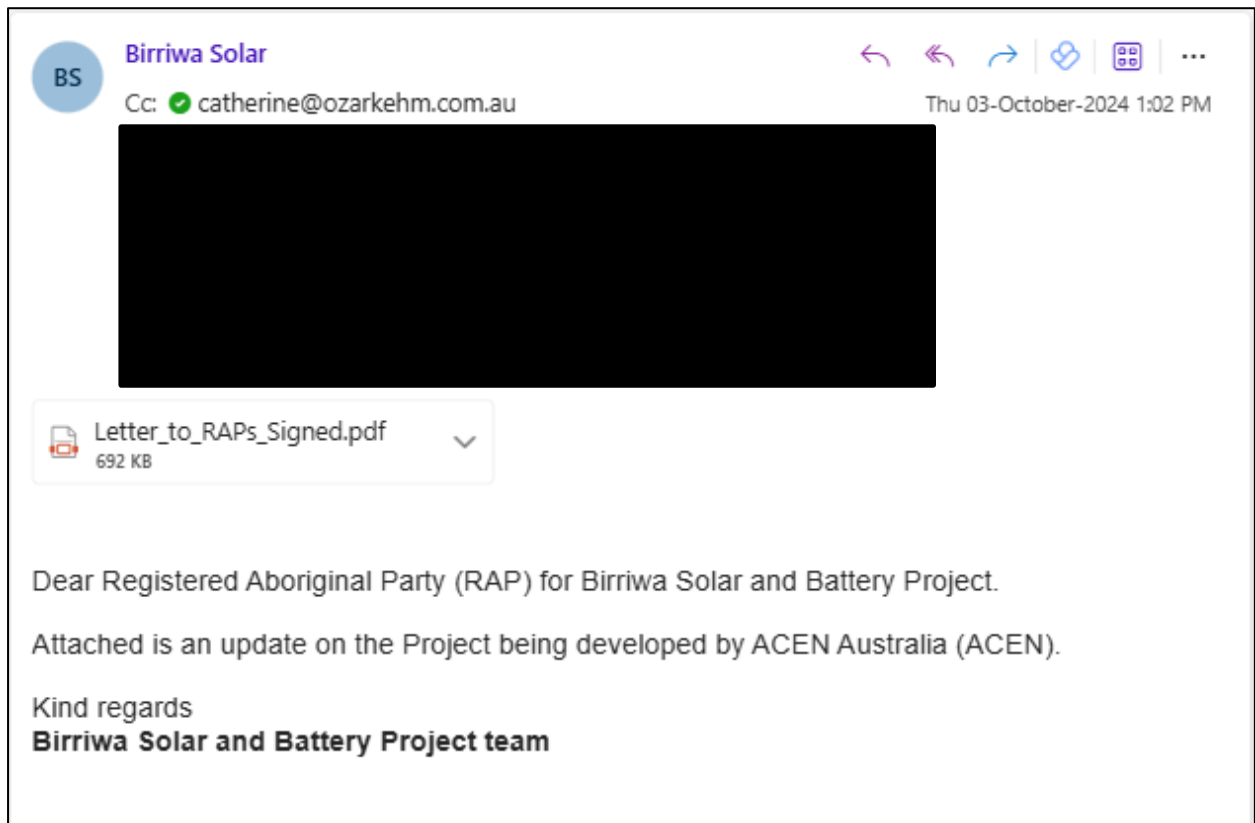 BS
Birriwa Solar
Cc: catherine@ozarkehm.com.au
Thu 03-October-2024 1:02 PM
Letter_to_RAPs_Signed.pdf
692 KB
Dear Registered Aboriginal Party (RAP) for Birriwa Solar and Battery Project.
Attached is an update on the Project being developed by ACEN Australia (ACEN).
Kind regards
Birriwa Solar and Battery Project team